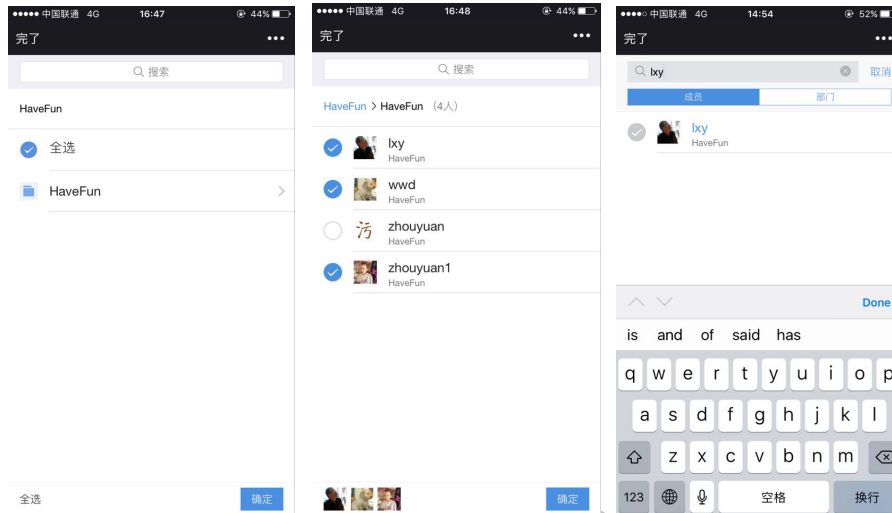 中国联通 4G 16:47 44%
完了
搜索
HaveFun
全选
HaveFun
全选 确定
中国联通 4G 16:48 44%
完了
搜索
HaveFun > HaveFun （4人）
lxy
HaveFun
wwd
HaveFun
污
zhouyuan
HaveFun
zhouyuan1
HaveFun
确定
中国联通 4G 14:54 52%
完了
lxy 取消
成员 部门
lxy
HaveFun
Done
is and of said has
q w e r t y u i o p
a s d f g h j k l
z x c v b n m
123 空格 换行